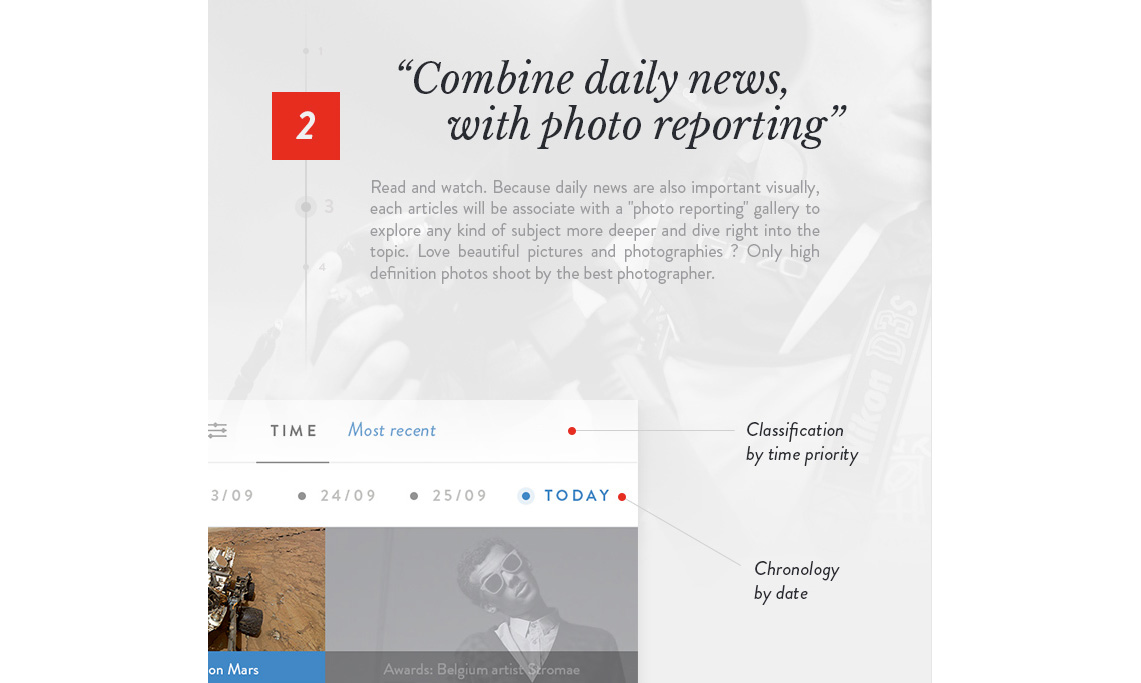 1
2
3
4
“Combine daily news,
with photo reporting”
Read and watch. Because daily news are also important visually,
each articles will be associate with a "photo reporting" gallery to
explore any kind of subject more deeper and dive right into the
topic. Love beautiful pictures and photographies ? Only high
definition photos shoot by the best photographer.
Nikon D3s
TIME Most recent
Classification
by time priority
3/09 24/09 25/09 TODAY
Chronology
by date
on Mars
Awards: Belgium artist Stromae